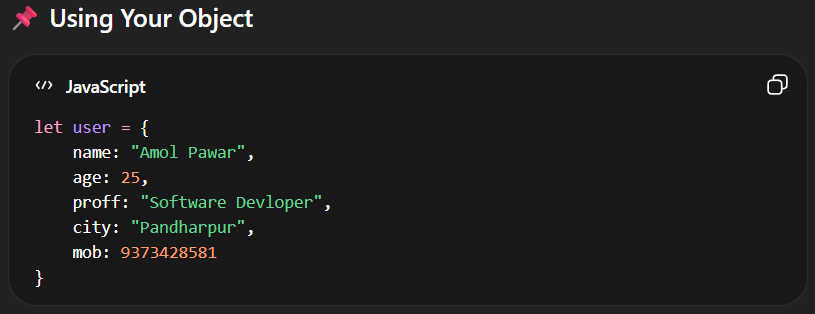 📌 Using Your Object
</> JavaScript
let user = {
    name: "Amol Pawar",
    age: 25,
    proff: "Software Devloper",
    city: "Pandharpur",
    mob: 9373428581
}